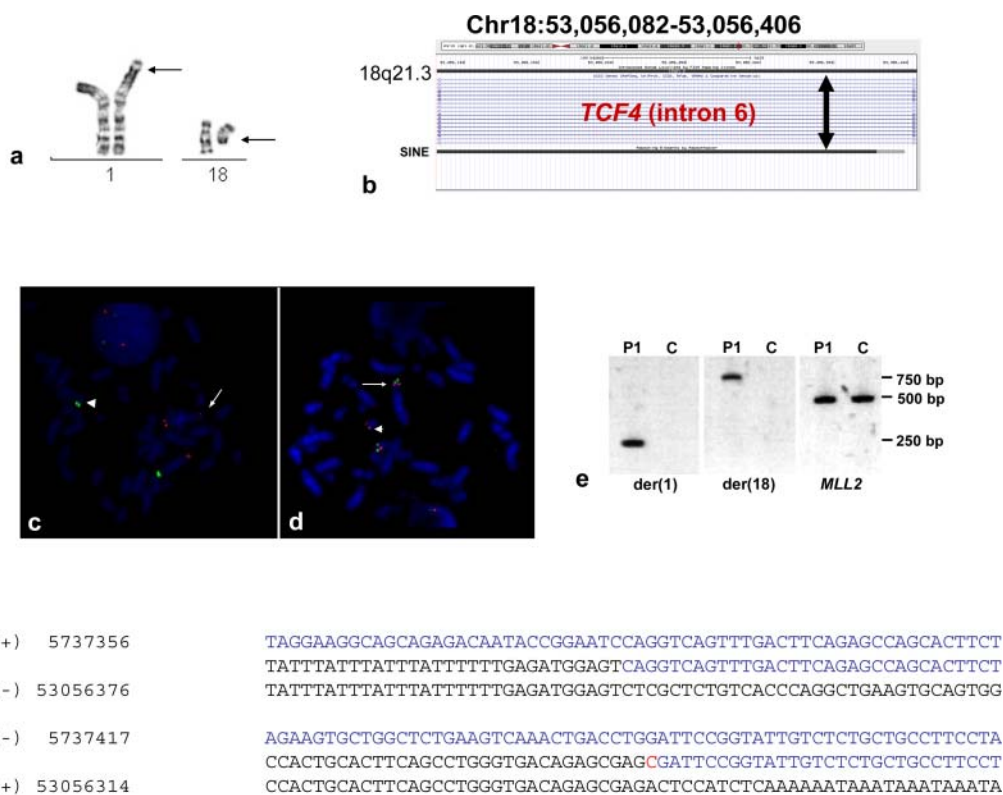 Chr18:53,056,082-53,056,406
18q21.3
TCF4 (intron 6)
SINE
a
1
18
b
c
d
P1 C P1 C P1 C
750 bp
500 bp
250 bp
e
der(1) der(18) MLL2
+) 5737356 TAGGAAGGCAGCAGAGACAATACCGGAATCCAGGTCAGTTTGACTTCAGAGCCAGCACTTCT
TATTTATTTATTTATTTTTTGAGATGGAGTCAGGTCAGTTTGACTTCAGAGCCAGCACTTCT
-) 53056376 TATTTATTTATTTATTTTTTGAGATGGAGTCTCGCTCTGTCACCCAGGCTGAAGTGCAGTGG
-) 5737417 AGAAGTGCTGGCTCTGAAGTCAAACTGACCTGGATTCCGGTATTGTCTCTGCTGCCTTCCTA
CCACTGCACTTCAGCCTGGGTGACAGAGCGAGCGATTCCGGTATTGTCTCTGCTGCCTTCCT
+) 53056314 CCACTGCACTTCAGCCTGGGTGACAGAGCGAGACTCCATCTCAAAAAATAAATAAATAAATA